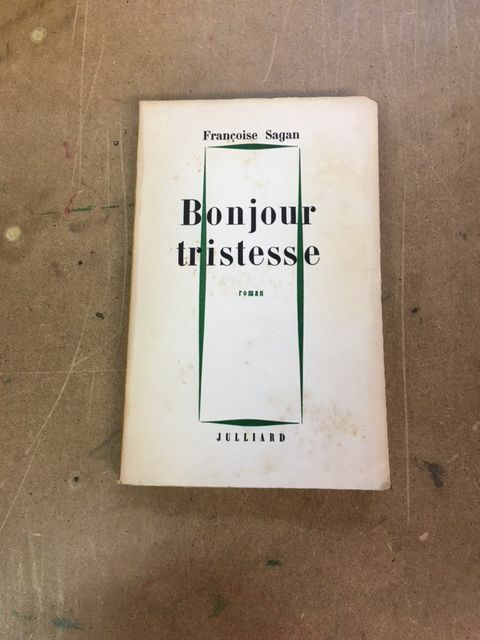 Françoise Sagan
Bonjour
tristesse
roman
JULLIARD